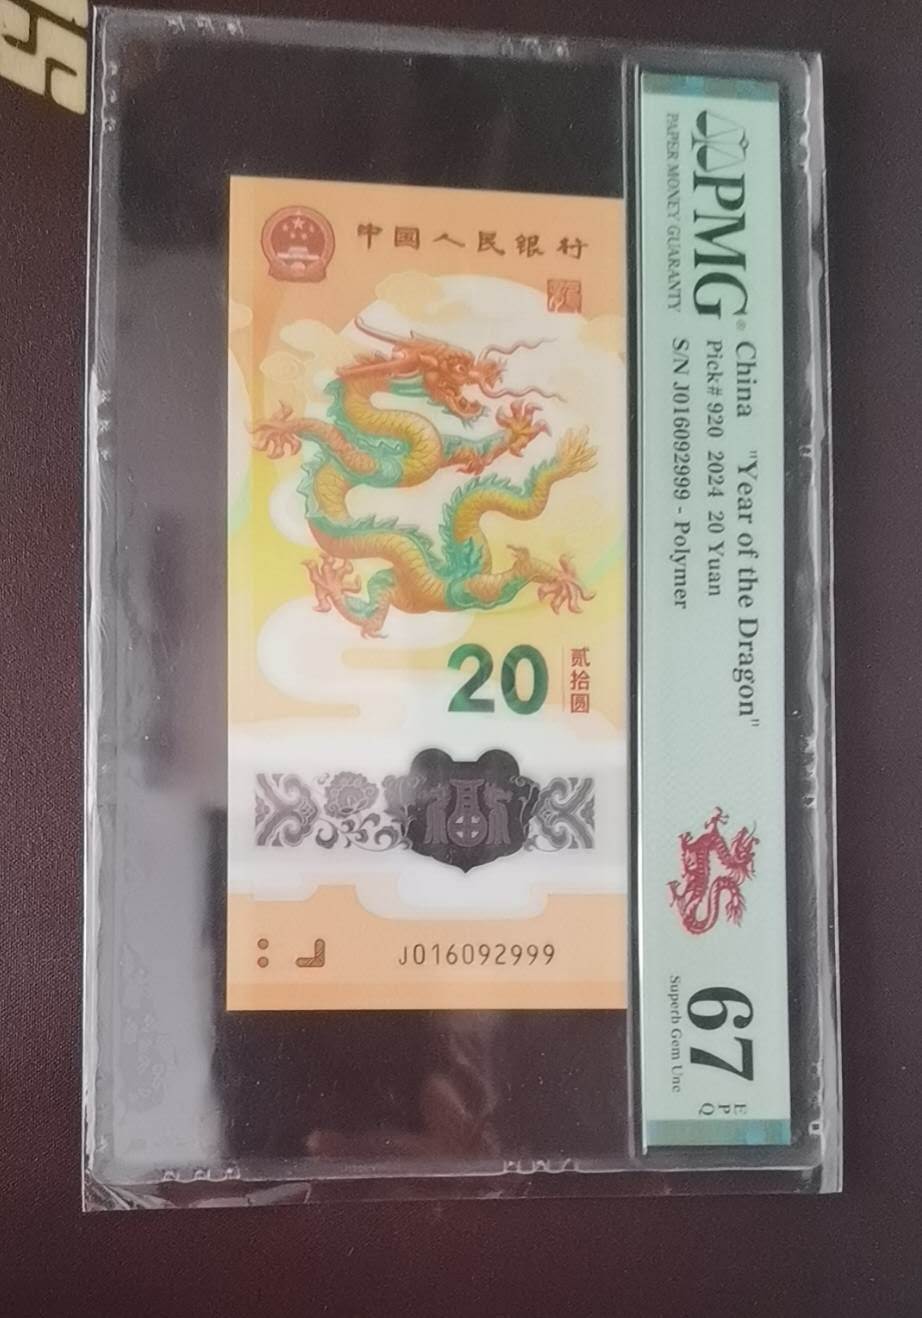 中国人民银行
20
贰拾圆
J016092999
PMG®
PAPER MONEY GUARANTY
China "Year of the Dragon"
Pick# 920 2024 20 Yuan
S/N J016092999 - Polymer
67
EPQ
Superb Gem Unc